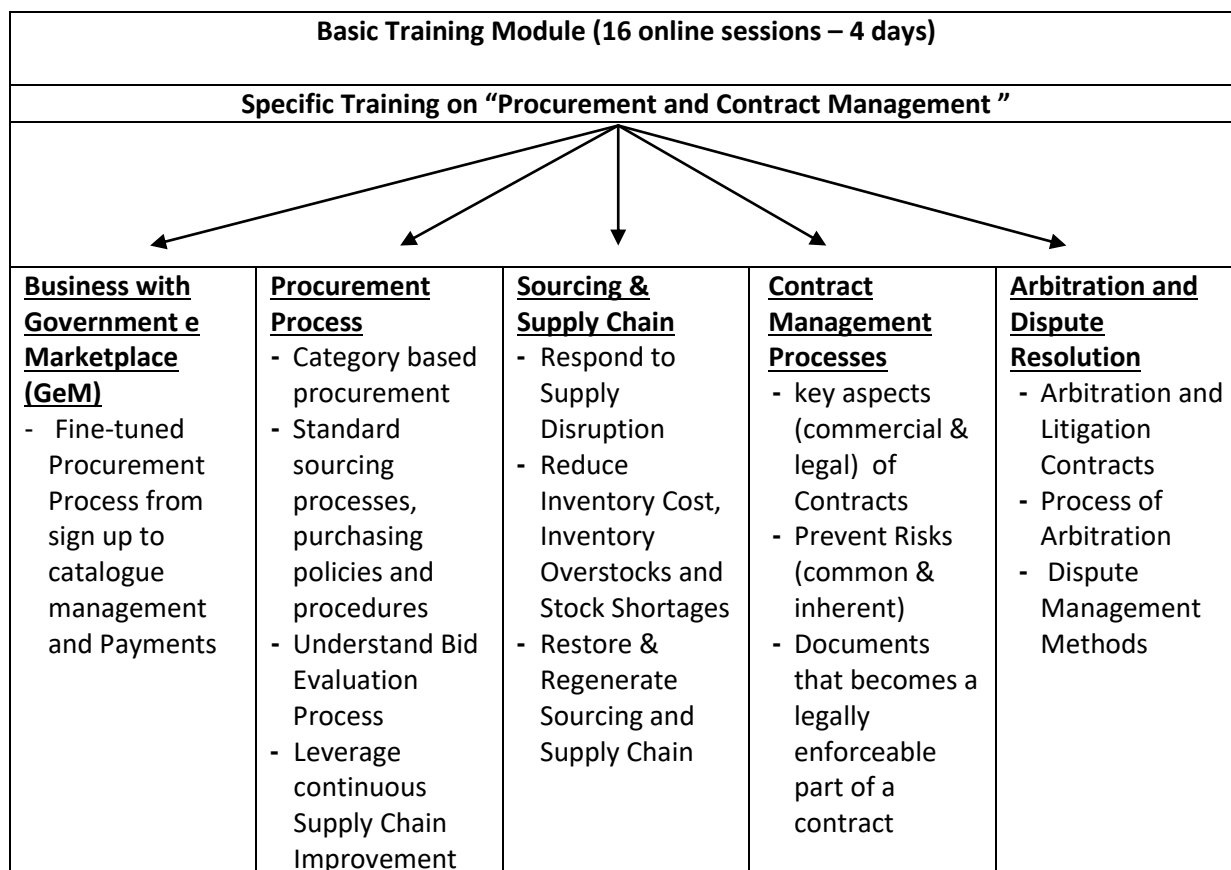 Basic Training Module (16 online sessions – 4 days)
Specific Training on “Procurement and Contract Management ”
Business with
Government e
Marketplace
(GeM)
- Fine-tuned
Procurement
Process from
sign up to
catalogue
management
and Payments
Procurement
Process
- Category based
procurement
- Standard
sourcing
processes,
purchasing
policies and
procedures
- Understand Bid
Evaluation
Process
- Leverage
continuous
Supply Chain
Improvement
Sourcing &
Supply Chain
- Respond to
Supply
Disruption
- Reduce
Inventory Cost,
Inventory
Overstocks and
Stock Shortages
- Restore &
Regenerate
Sourcing and
Supply Chain
Contract
Management
Processes
- key aspects
(commercial &
legal) of
Contracts
- Prevent Risks
(common &
inherent)
- Documents
that becomes a
legally
enforceable
part of a
contract
Arbitration and
Dispute
Resolution
- Arbitration and
Litigation
Contracts
- Process of
Arbitration
- Dispute
Management
Methods